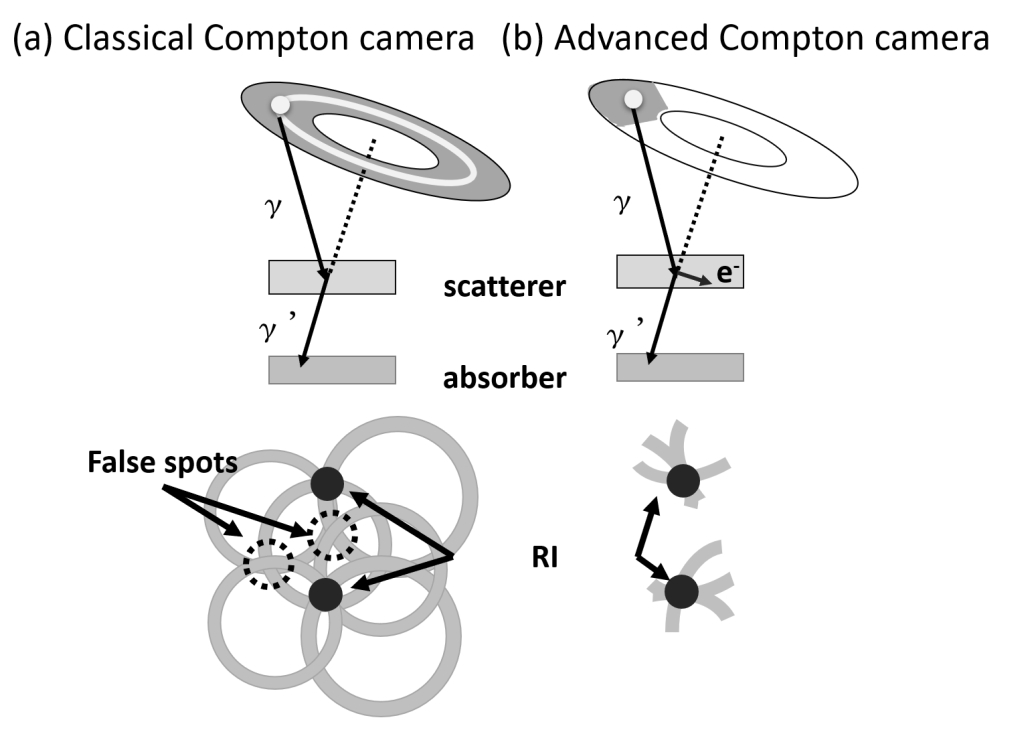 (a) Classical Compton camera
(b) Advanced Compton camera
γ
γ
scatterer
e-
γ ’
γ ’
absorber
False spots
RI